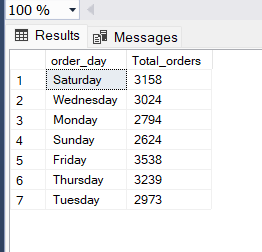 100 %
Results Messages
order_day Total_orders
1 Saturday 3158
2 Wednesday 3024
3 Monday 2794
4 Sunday 2624
5 Friday 3538
6 Thursday 3239
7 Tuesday 2973